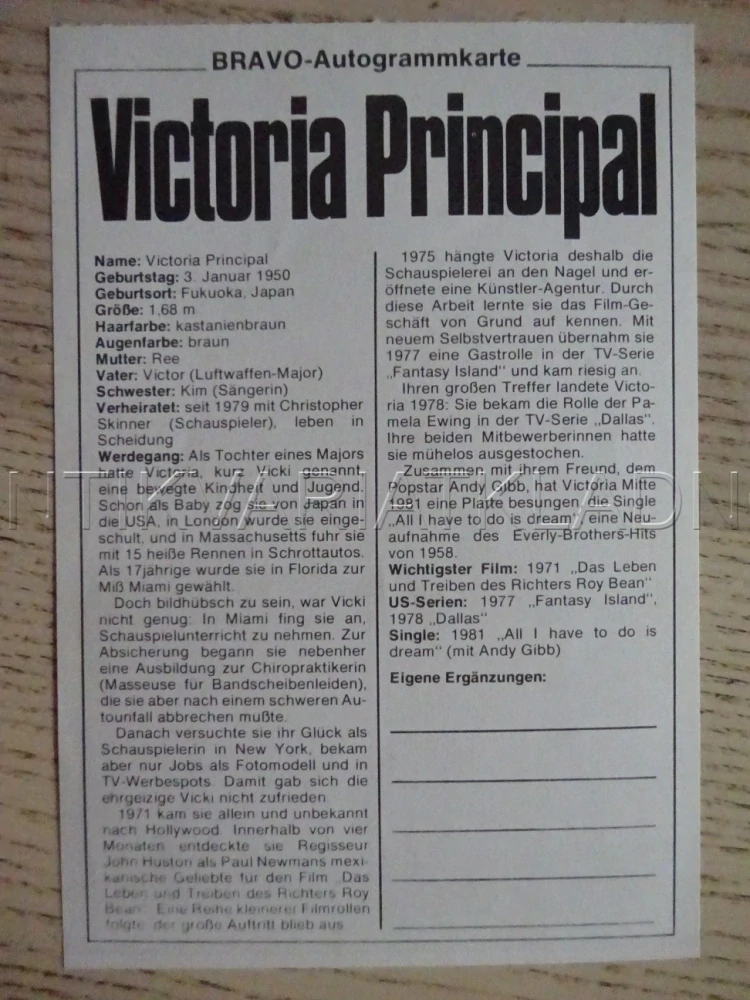 BRAVO-Autogrammkarte
Victoria Principal
Name: Victoria Principal
Geburtstag: 3. Januar 1950
Geburtsort: Fukuoka, Japan
Größe: 1,68 m
Haarfarbe: kastanienbraun
Augenfarbe: braun
Mutter: Ree
Vater: Victor (Luftwaffen-Major)
Schwester: Kim (Sängerin)
Verheiratet: seit 1979 mit Christopher
Skinner (Schauspieler), leben in
Scheidung
Werdegang: Als Tochter eines Majors
hatte Victoria, kurz Vicki genannt,
eine bewegte Kindheit und Jugend.
Schon als Baby zog sie von Japan in
die USA, in London wurde sie einge-
schult, und in Massachusetts fuhr sie
mit 15 heiße Rennen in Schrottautos.
Als 17jährige wurde sie in Florida zur
Miß Miami gewählt.
Doch bildhübsch zu sein, war Vicki
nicht genug: In Miami fing sie an,
Schauspielunterricht zu nehmen. Zur
Absicherung begann sie nebenher
eine Ausbildung zur Chiropraktikerin
(Masseuse für Bandscheibenleiden),
die sie aber nach einem schweren Au-
tounfall abbrechen mußte.
Danach versuchte sie ihr Glück als
Schauspielerin in New York, bekam
aber nur Jobs als Fotomodell und in
TV-Werbespots. Damit gab sich die
ehrgeizige Vicki nicht zufrieden.
1971 kam sie allein und unbekannt
nach Hollywood. Innerhalb von vier
Monaten entdeckte sie Regisseur
John Huston als Paul Newmans mexi-
kanische Geliebte für den Film „Das
Leben und Treiben des Richters Roy
Bean“. Eine Reihe kleinerer Filmrollen
folgte, der große Auftritt blieb aus.
1975 hängte Victoria deshalb die
Schauspielerei an den Nagel und er-
öffnete eine Künstler-Agentur. Durch
diese Arbeit lernte sie das Film-Ge-
schäft von Grund auf kennen. Mit
neuem Selbstvertrauen übernahm sie
1977 eine Gastrolle in der TV-Serie
„Fantasy Island“ und kam riesig an.
Ihren großen Treffer landete Victo-
ria 1978: Sie bekam die Rolle der Pa-
mela Ewing in der TV-Serie „Dallas“.
Ihre beiden Mitbewerberinnen hatte
sie mühelos ausgestochen.
Zusammen mit ihrem Freund, dem
Popstar Andy Gibb, hat Victoria Mitte
1981 eine Platte besungen, die Single
„All I have to do is dream“, eine Neu-
aufnahme des Everly-Brothers-Hits
von 1958.
Wichtigster Film: 1971 „Das Leben
und Treiben des Richters Roy Bean“
US-Serien: 1977 „Fantasy Island“,
1978 „Dallas“
Single: 1981 „All I have to do is
dream“ (mit Andy Gibb)
Eigene Ergänzungen: